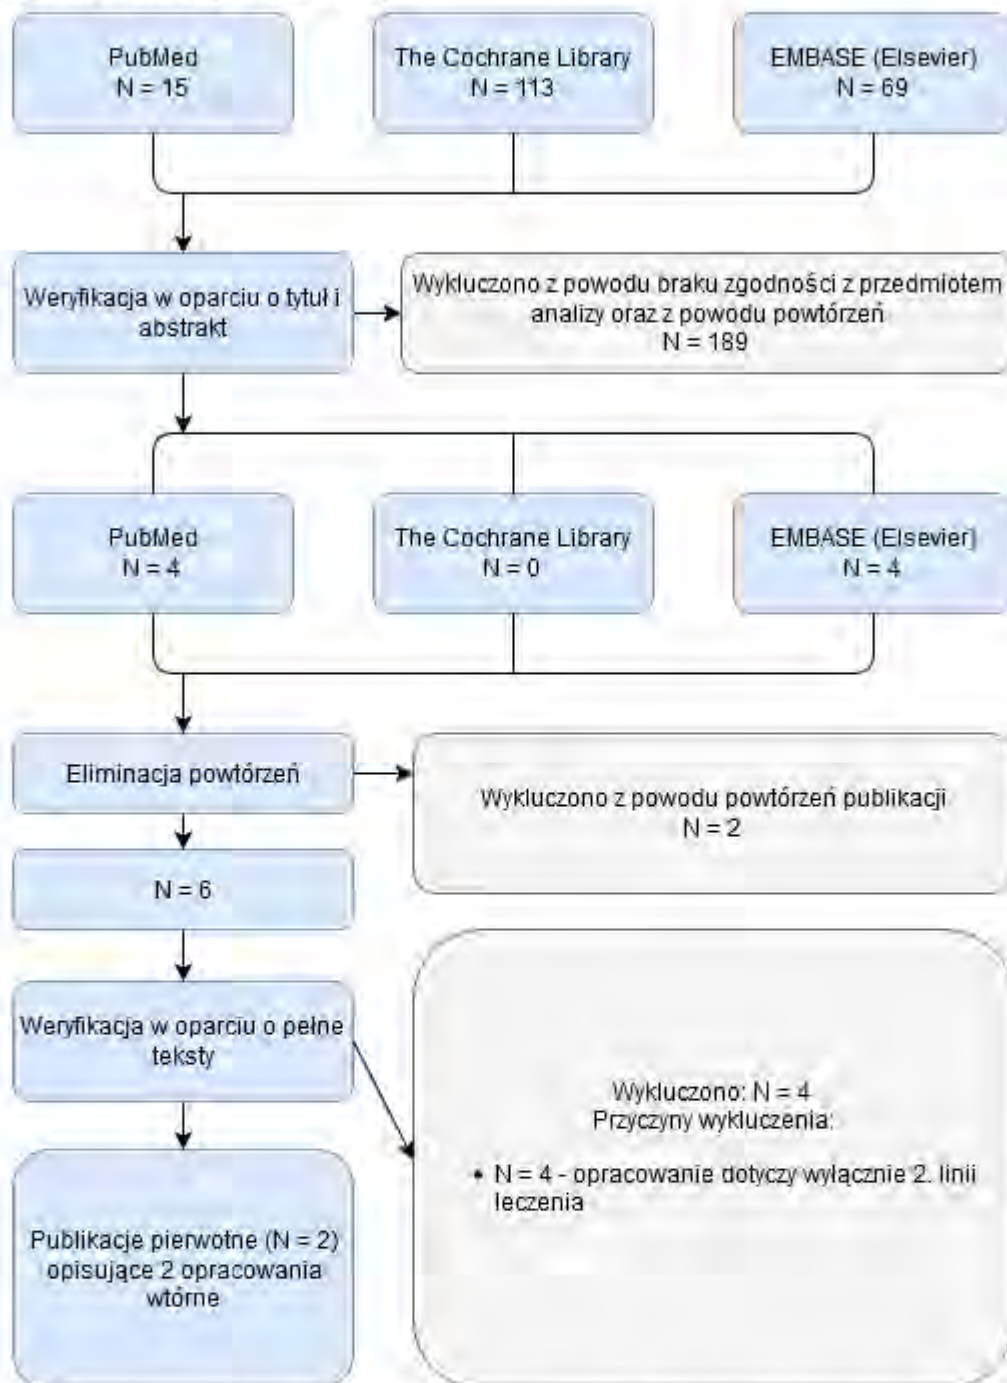 PubMed
N = 15
The Cochrane Library
N = 113
EMBASE (Elsevier)
N = 69
Weryfikacja w oparciu o tytuł i
abstrakt
Wykluczono z powodu braku zgodności z przedmiotem
analizy oraz z powodu powtórzeń
N = 189
PubMed
N = 4
The Cochrane Library
N = 0
EMBASE (Elsevier)
N = 4
Eliminacja powtórzeń
Wykluczono z powodu powtórzeń publikacji
N = 2
N = 6
Weryfikacja w oparciu o pełne
teksty
Wykluczono: N = 4
Przyczyny wykluczenia:
• N = 4 - opracowanie dotyczy wyłącznie 2. linii
leczenia
Publikacje pierwotne (N = 2)
opisujące 2 opracowania
wtórne